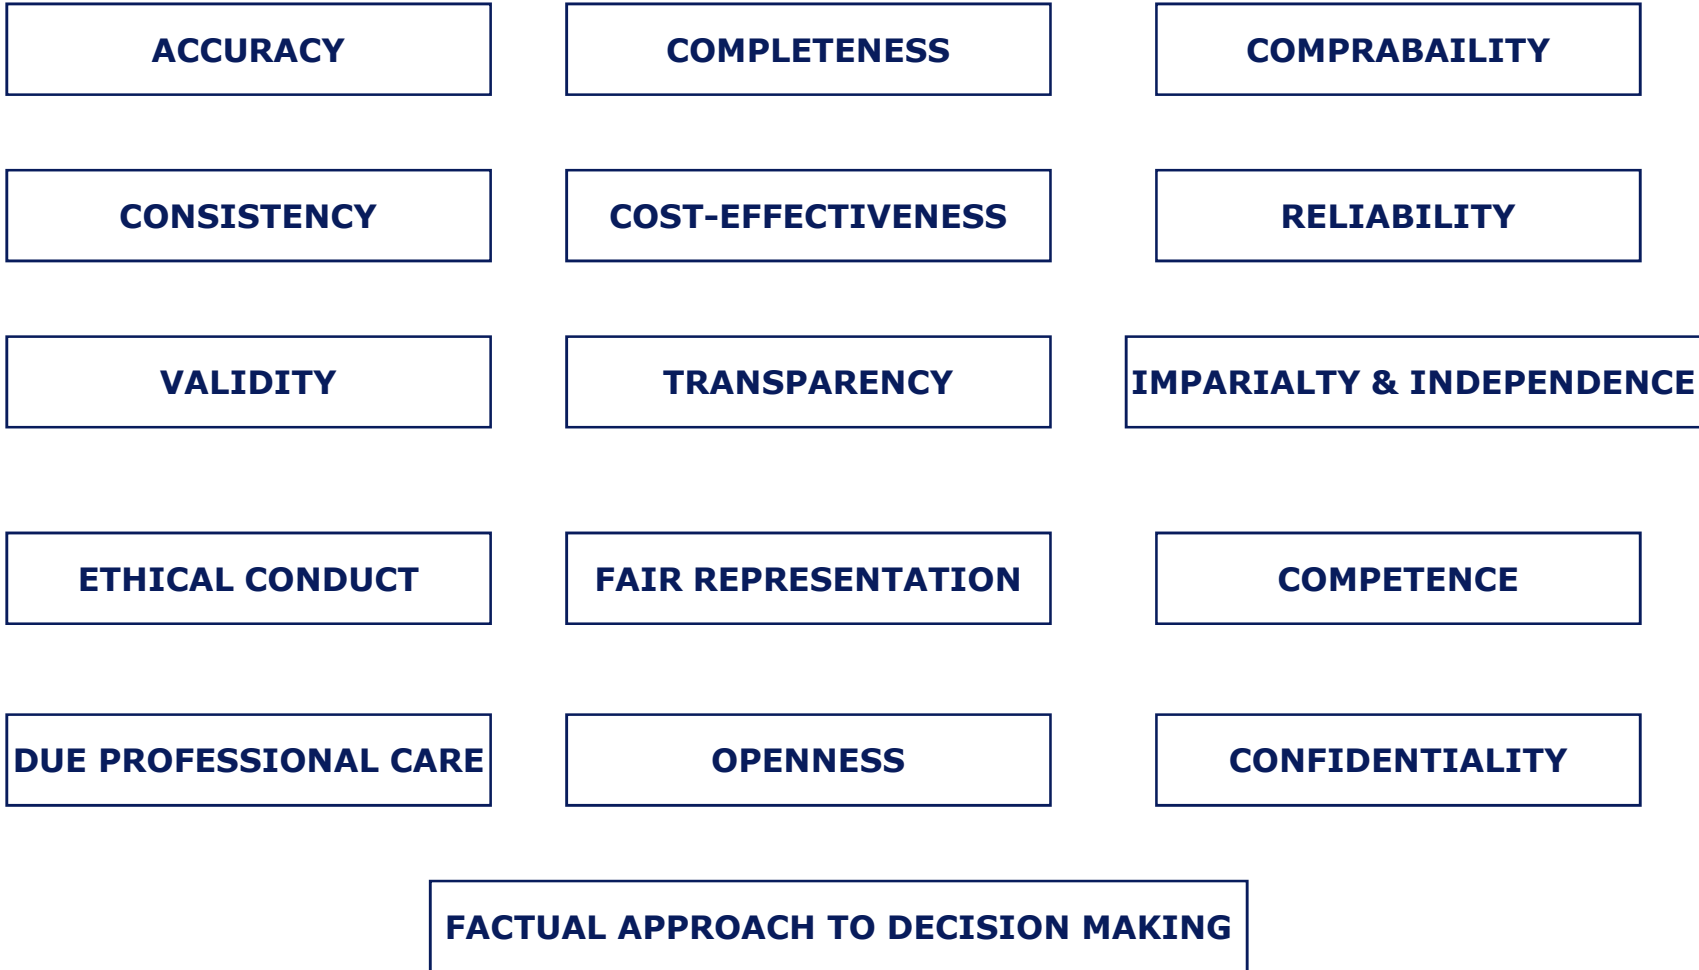 ACCURACY
COMPLETENESS
COMPRABAILITY
CONSISTENCY
COST-EFFECTIVENESS
RELIABILITY
VALIDITY
TRANSPARENCY
IMPARIALTY & INDEPENDENCE
ETHICAL CONDUCT
FAIR REPRESENTATION
COMPETENCE
DUE PROFESSIONAL CARE
OPENNESS
CONFIDENTIALITY
FACTUAL APPROACH TO DECISION MAKING